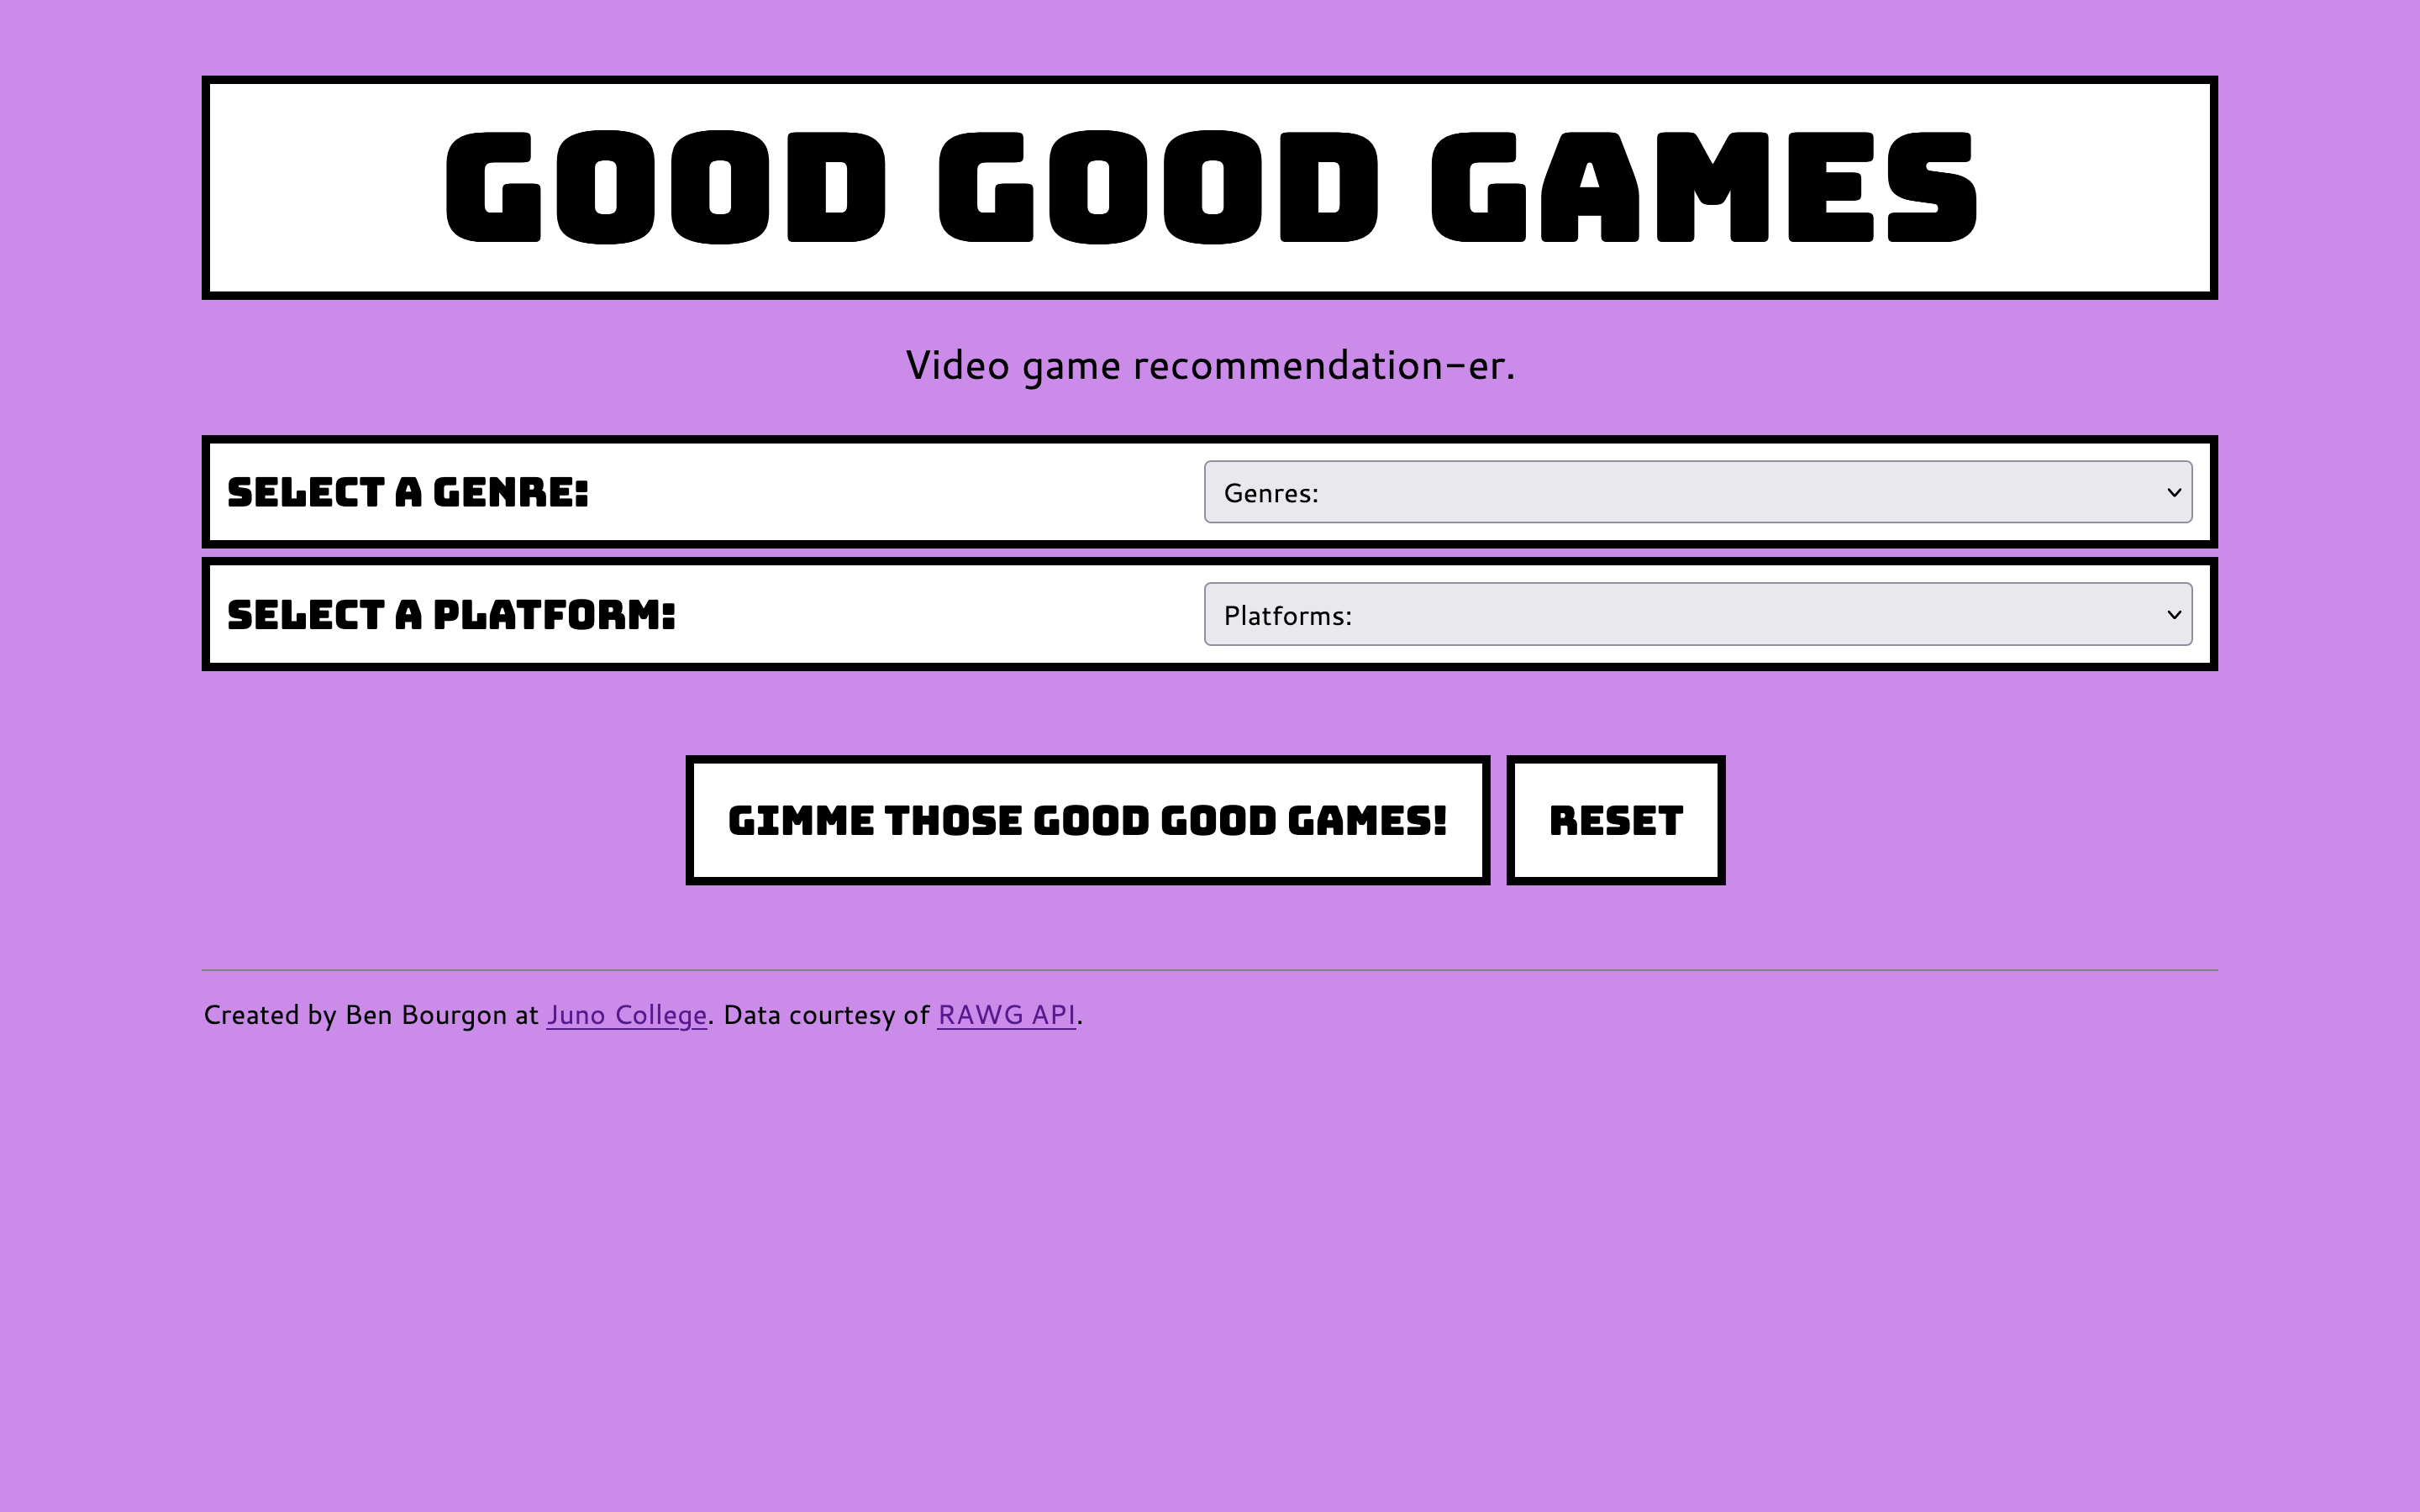 GOOD GOOD GAMES
Video game recommendation-er.
SELECT A GENRE:
Genres:
SELECT A PLATFORM:
Platforms:
GIMME THOSE GOOD GOOD GAMES!
RESET
Created by Ben Bourgon at Juno College. Data courtesy of RAWG API.